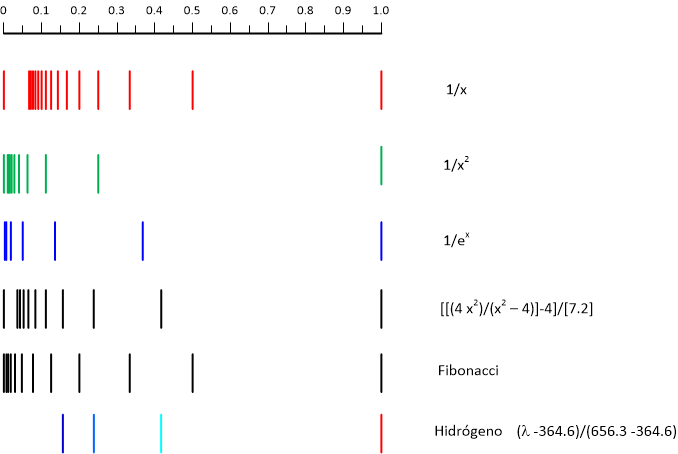 0 0.1 0.2 0.3 0.4 0.5 0.6 0.7 0.8 0.9 1.0
1/x
1/x²
1/eˣ
[[(4 x²)/(x² – 4)]-4]/[7.2]
Fibonacci
Hidrógeno (λ -364.6)/(656.3 -364.6)